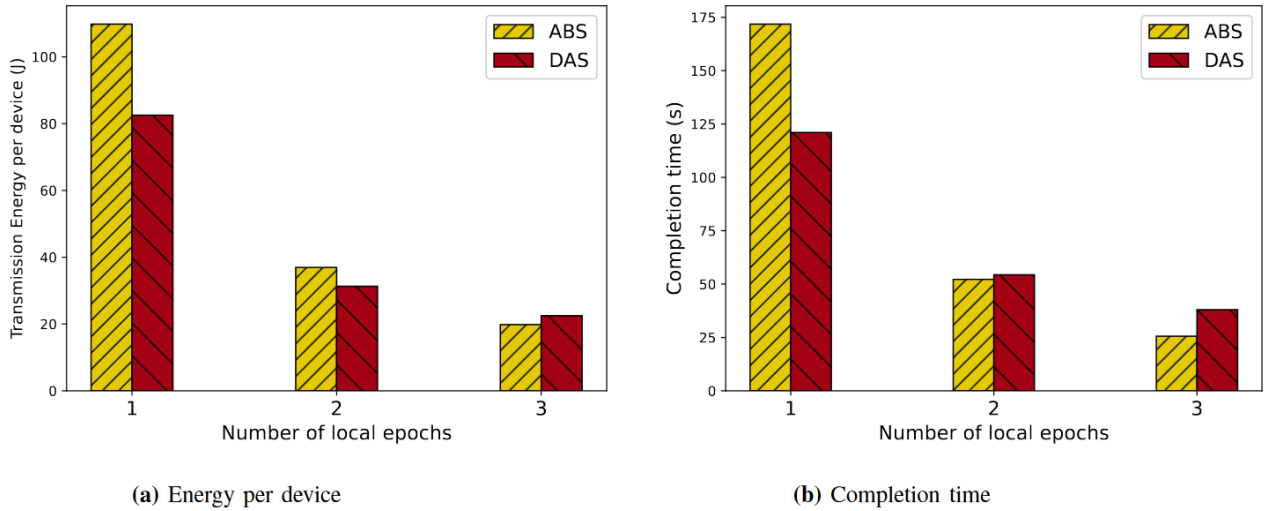 Transmission Energy per device (J)
100
80
60
40
20
0
1 2 3
Number of local epochs
ABS
DAS
(a) Energy per device
Completion time (s)
175
150
125
100
75
50
25
0
1 2 3
Number of local epochs
ABS
DAS
(b) Completion time